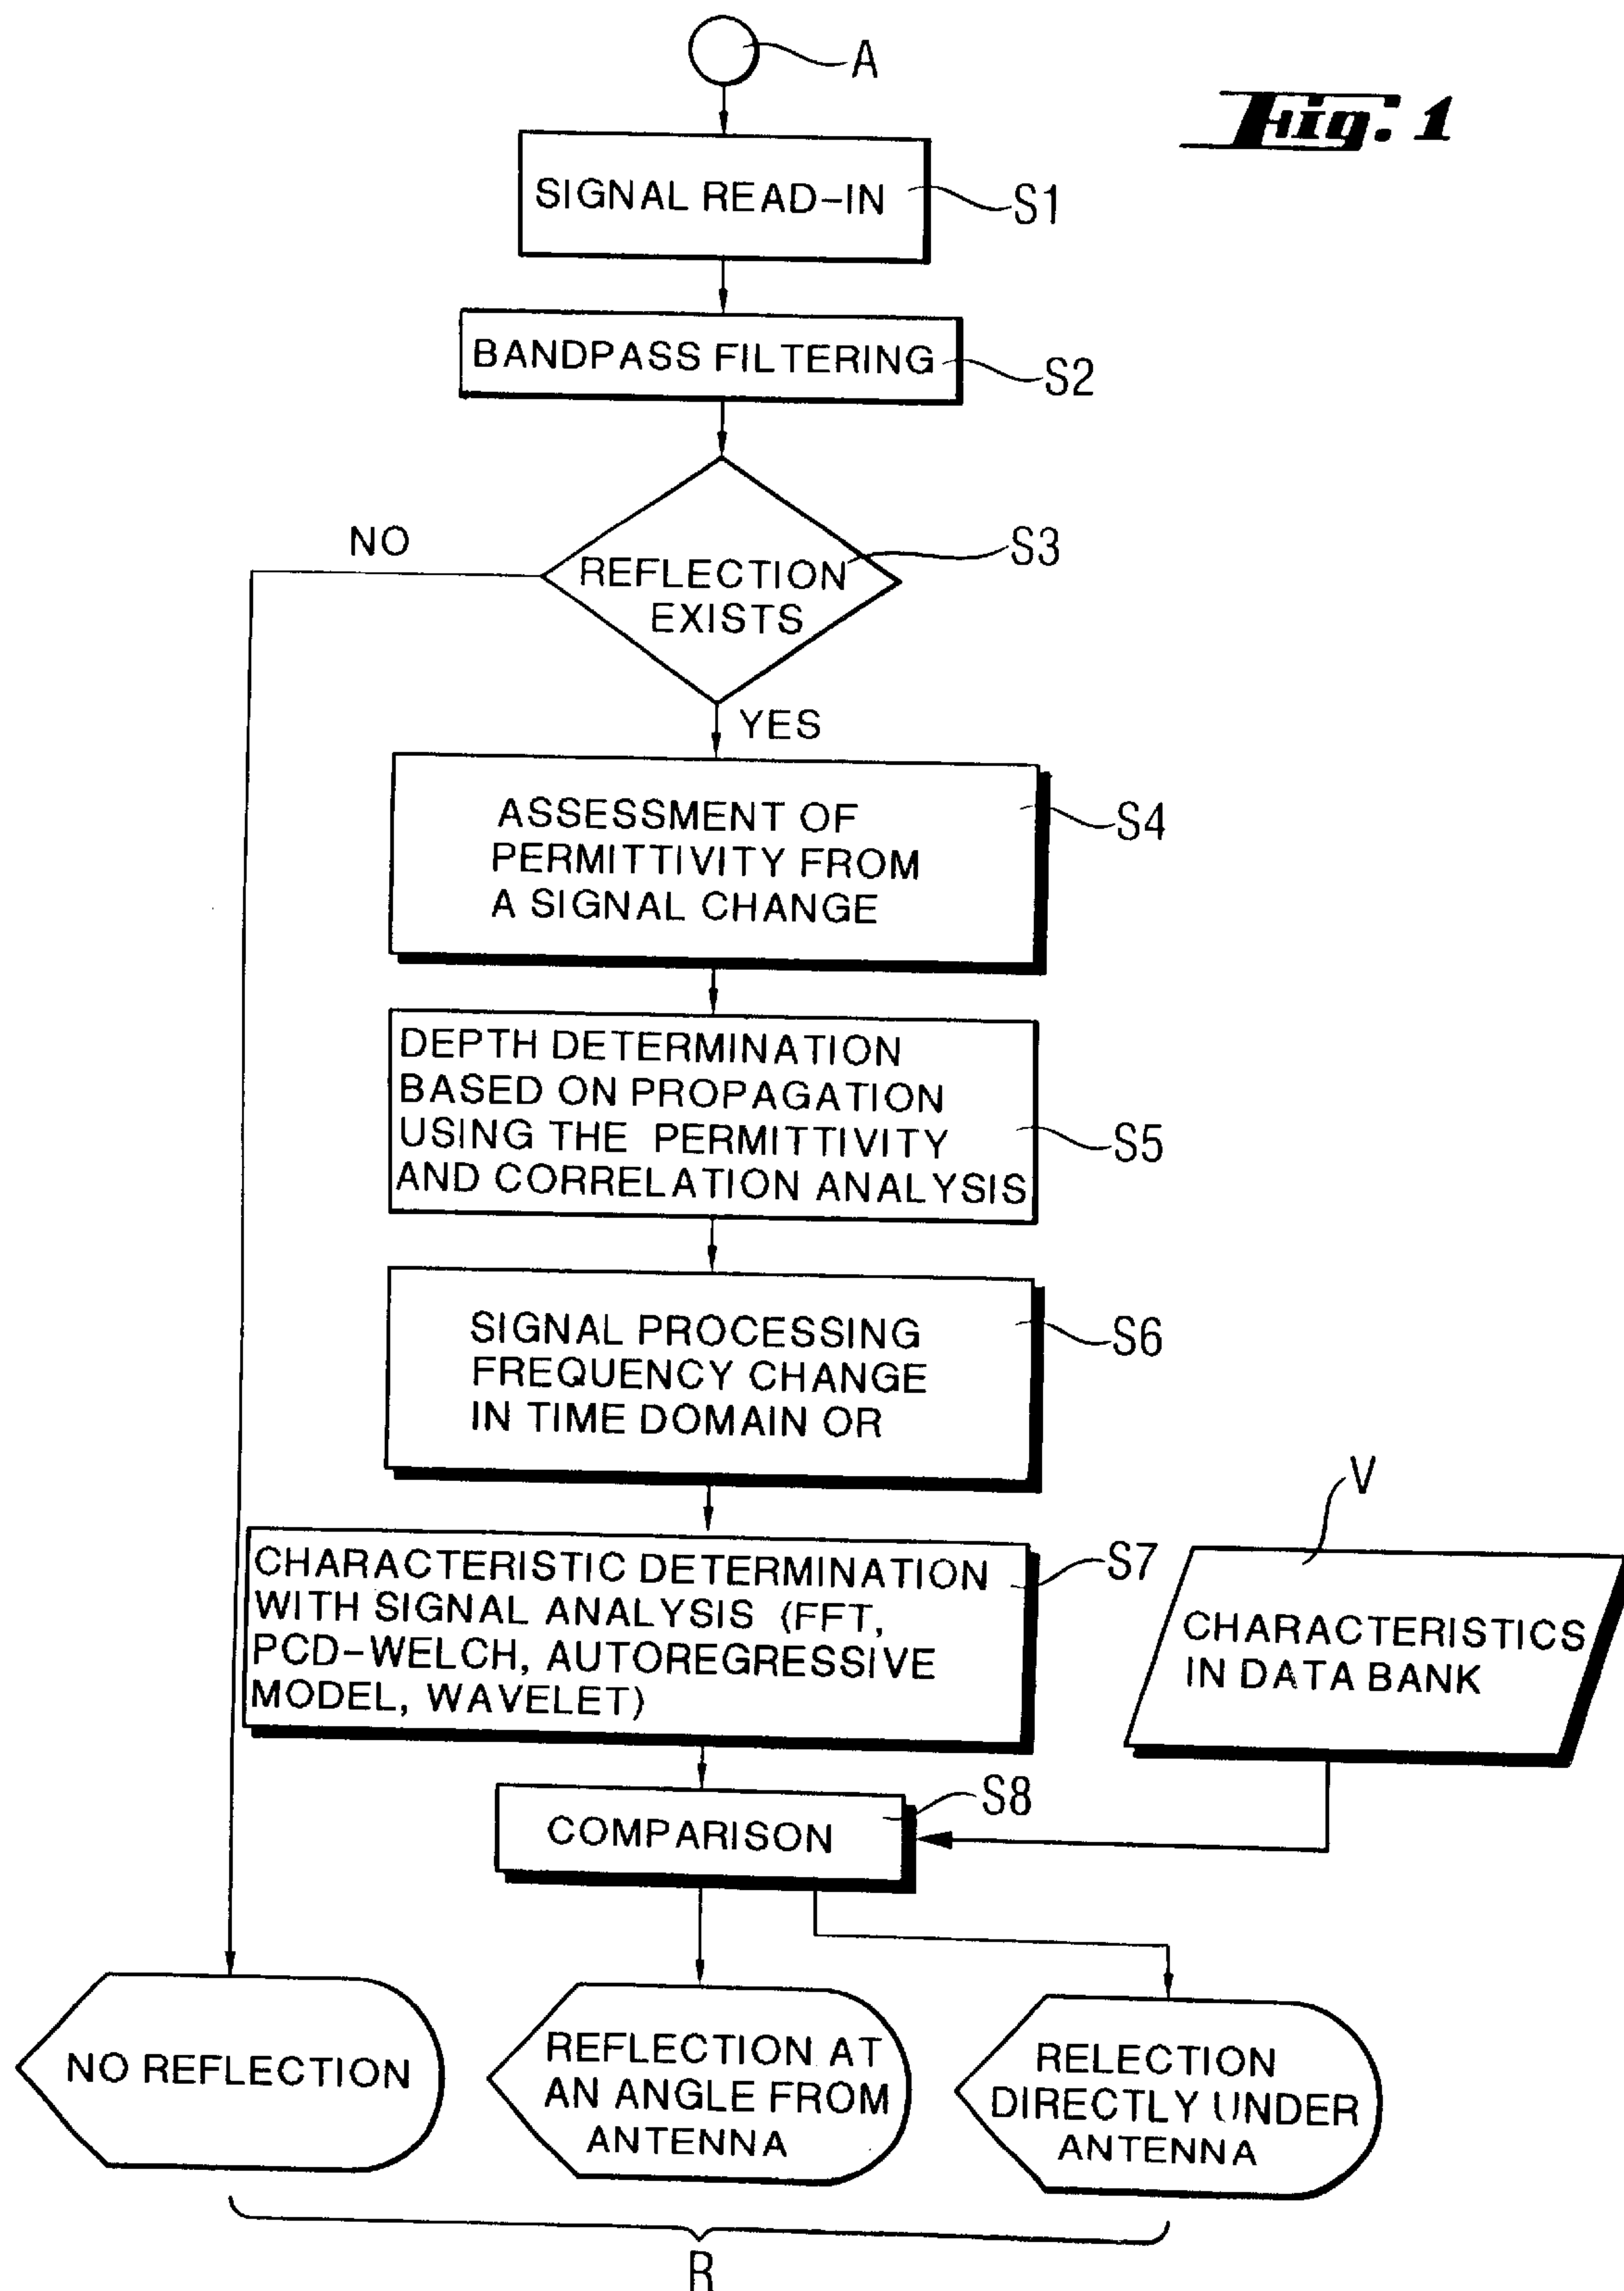 A
Fig. 1
SIGNAL READ-IN
S1
BANDPASS FILTERING
S2
NO
REFLECTION
EXISTS
S3
YES
ASSESSMENT OF
PERMITTIVITY FROM
A SIGNAL CHANGE
S4
DEPTH DETERMINATION
BASED ON PROPAGATION
USING THE PERMITTIVITY
AND CORRELATION ANALYSIS
S5
SIGNAL PROCESSING
FREQUENCY CHANGE
IN TIME DOMAIN OR
S6
CHARACTERISTIC DETERMINATION
WITH SIGNAL ANALYSIS (FFT,
PCD-WELCH, AUTOREGRESSIVE
MODEL, WAVELET)
S7
V
CHARACTERISTICS
IN DATA BANK
COMPARISON
S8
NO REFLECTION
REFLECTION AT
AN ANGLE FROM
ANTENNA
RELECTION
DIRECTLY UNDER
ANTENNA
R